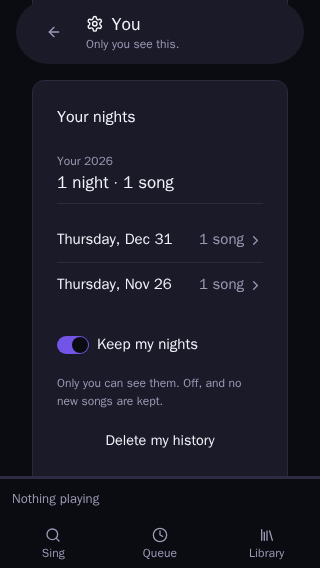 You
Only you see this.
Your nights
Your 2026
1 night · 1 song
Thursday, Dec 31 1 song
Thursday, Nov 26 1 song
Keep my nights
Only you can see them. Off, and no
new songs are kept.
Delete my history
Nothing playing
Sing Queue Library